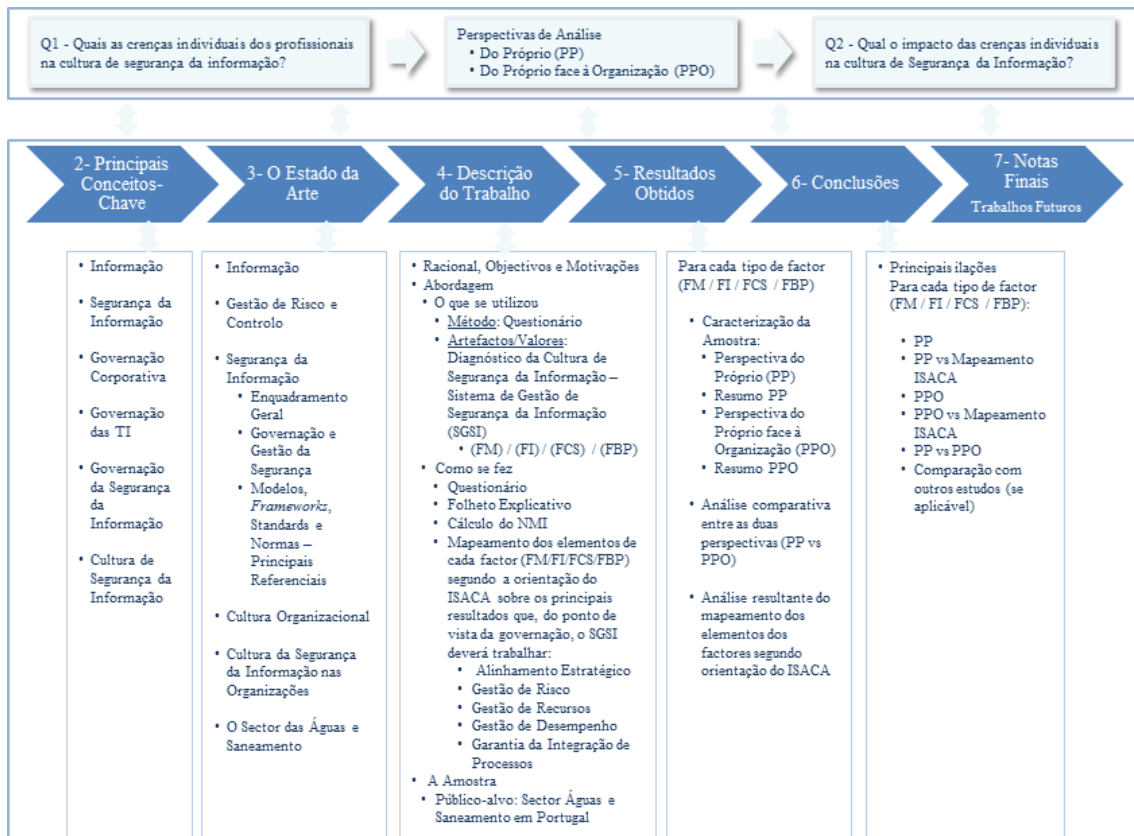 Q1 - Quais as crenças individuais dos profissionais
na cultura de segurança da informação?
Perspectivas de Análise
• Do Próprio (PP)
• Do Próprio face à Organização (PPO)
Q2 - Qual o impacto das crenças individuais
na cultura de Segurança da Informação?
2- Principais
Conceitos-
Chave
3- O Estado da
Arte
4- Descrição
do Trabalho
5- Resultados
Obtidos
6- Conclusões
7- Notas
Finais
Trabalhos Futuros
• Informação
• Segurança da
Informação
• Governação
Corporativa
• Governação
das TI
• Governação
da Segurança
da
Informação
• Cultura de
Segurança da
Informação
• Informação
• Gestão de Risco e
Controlo
• Segurança da
Informação
• Enquadramento
Geral
• Governação e
Gestão da
Segurança
• Modelos,
Frameworks,
Standards e
Normas –
Principais
Referenciais
• Cultura Organizacional
• Cultura da Segurança
da Informação nas
Organizações
• O Sector das Águas e
Saneamento
• Racional, Objectivos e Motivações
• Abordagem
• O que se utilizou
• Método: Questionário
• Artefactos/Valores:
Diagnóstico da Cultura de
Segurança da Informação –
Sistema de Gestão de
Segurança da Informação
(SGSI)
• (FM) / (FI) / (FCS) / (FBP)
• Como se fez
• Questionário
• Folheto Explicativo
• Cálculo do NMI
• Mapeamento dos elementos de
cada factor (FM/FI/FCS/FBP)
segundo a orientação do
ISACA sobre os principais
resultados que, do ponto de
vista da governação, o SGSI
deverá trabalhar:
• Alinhamento Estratégico
• Gestão de Risco
• Gestão de Recursos
• Gestão de Desempenho
• Garantia da Integração de
Processos
• A Amostra
• Público-alvo: Sector Águas e
Saneamento em Portugal
Para cada tipo de factor
(FM / FI / FCS / FBP)
• Caracterização da
Amostra:
• Perspectiva do
Próprio (PP)
• Resumo PP
• Perspectiva do
Próprio face à
Organização (PPO)
• Resumo PPO
• Análise comparativa
entre as duas
perspectivas (PP vs
PPO)
• Análise resultante do
mapeamento dos
elementos dos
factores segundo
orientação do ISACA
• Principais ilações
Para cada tipo de factor
(FM / FI / FCS / FBP):
• PP
• PP vs Mapeamento
ISACA
• PPO
• PPO vs Mapeamento
ISACA
• PP vs PPO
• Comparação com
outros estudos (se
aplicável)